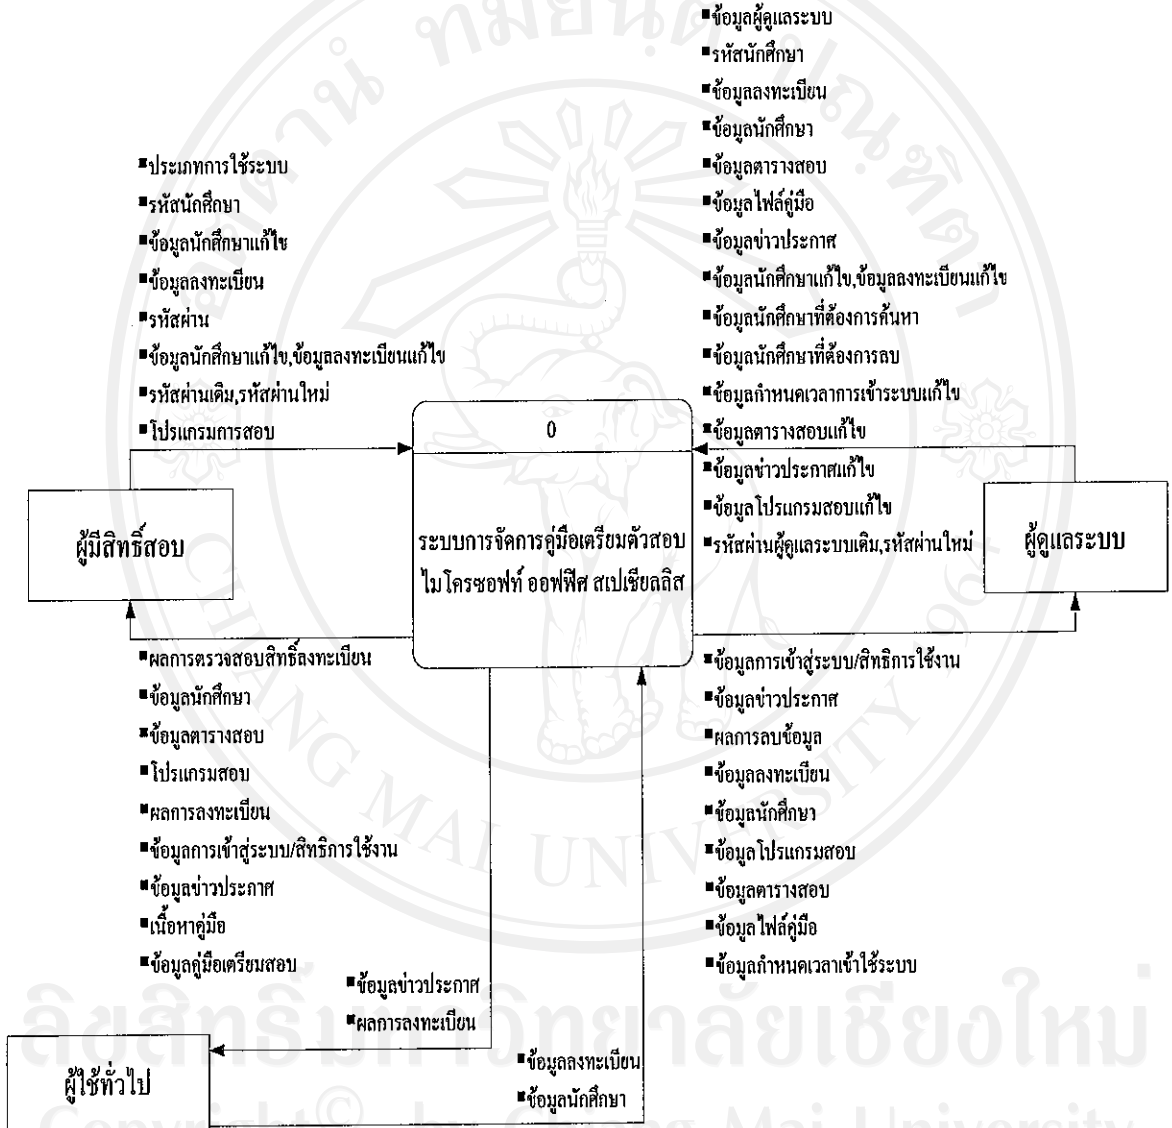 ข้อมูลผู้ดูแลระบบ
รหัสนักศึกษา
ข้อมูลลงทะเบียน
ข้อมูลนักศึกษา
ข้อมูลตารางสอบ
ข้อมูลไฟล์คู่มือ
ข้อมูลข่าวประกาศ
ข้อมูลนักศึกษาแก้ไข,ข้อมูลลงทะเบียนแก้ไข
ข้อมูลนักศึกษาที่ต้องการค้นหา
ข้อมูลนักศึกษาที่ต้องการลบ
ข้อมูลกำหนดเวลาการเข้าระบบแก้ไข
ข้อมูลตารางสอบแก้ไข
ข้อมูลข่าวประกาศแก้ไข
ข้อมูลโปรแกรมสอบแก้ไข
รหัสผ่านผู้ดูแลระบบเดิม,รหัสผ่านใหม่
ประเภทการใช้ระบบ
รหัสนักศึกษา
ข้อมูลนักศึกษาแก้ไข
ข้อมูลลงทะเบียน
รหัสผ่าน
ข้อมูลนักศึกษาแก้ไข,ข้อมูลลงทะเบียนแก้ไข
รหัสผ่านเดิม,รหัสผ่านใหม่
โปรแกรมการสอบ
0
ระบบการจัดการคู่มือเตรียมตัวสอบ
ไมโครซอฟท์ ออฟฟิศ สเปเชียลลิส
ผู้มีสิทธิ์สอบ
ผู้ดูแลระบบ
ผลการตรวจสอบสิทธิ์ลงทะเบียน
ข้อมูลนักศึกษา
ข้อมูลตารางสอบ
โปรแกรมสอบ
ผลการลงทะเบียน
ข้อมูลการเข้าสู่ระบบ/สิทธิการใช้งาน
ข้อมูลข่าวประกาศ
เนื้อหาคู่มือ
ข้อมูลคู่มือเตรียมสอบ
ข้อมูลการเข้าสู่ระบบ/สิทธิการใช้งาน
ข้อมูลข่าวประกาศ
ผลการลบข้อมูล
ข้อมูลลงทะเบียน
ข้อมูลนักศึกษา
ข้อมูลโปรแกรมสอบ
ข้อมูลตารางสอบ
ข้อมูลไฟล์คู่มือ
ข้อมูลกำหนดเวลาเข้าใช้ระบบ
ข้อมูลข่าวประกาศ
ผลการลงทะเบียน
ผู้ใช้ทั่วไป
ข้อมูลลงทะเบียน
ข้อมูลนักศึกษา
CHIANG MAI UNIVERSITY 1964
ลิขสิทธิ์มหาวิทยาลัยเชียงใหม่
Copyright© by Chiang Mai University